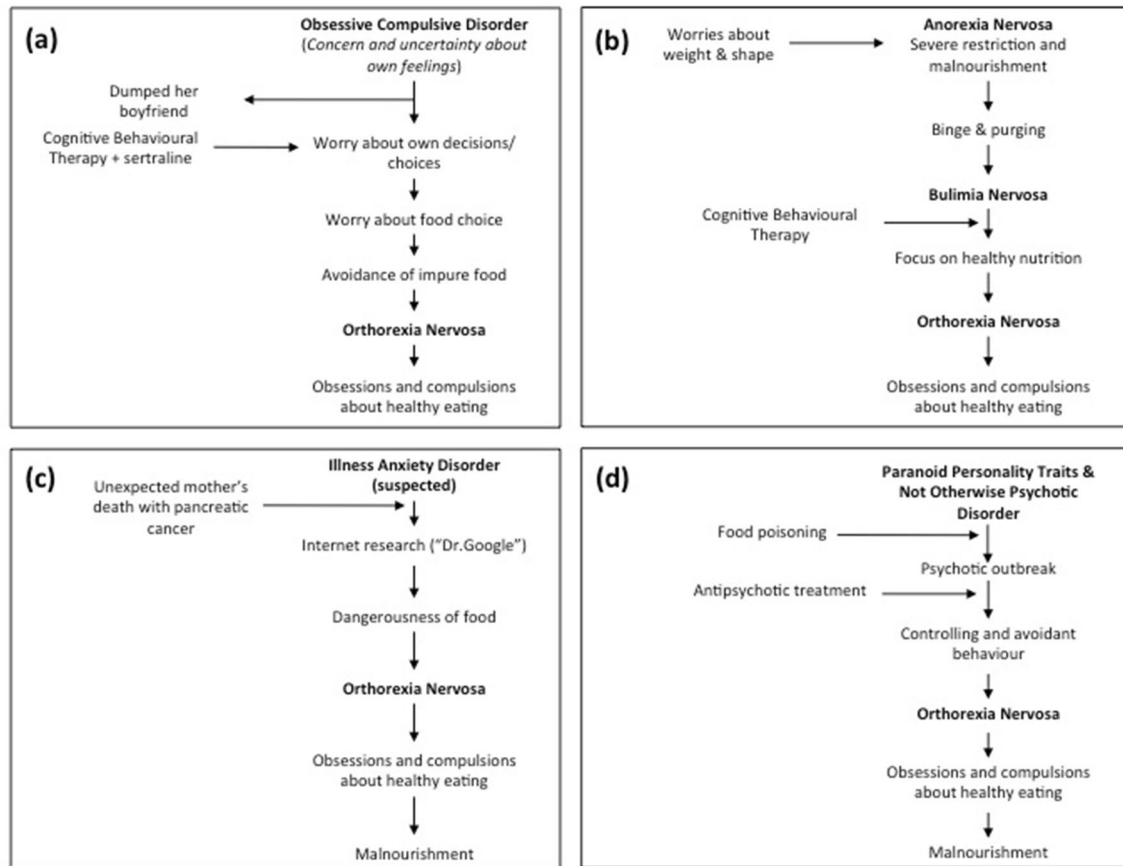 (a)
Obsessive Compulsive Disorder
(Concern and uncertainty about
own feelings)
Dumped her
boyfriend
Cognitive Behavioural
Therapy + sertraline
Worry about own decisions/
choices
Worry about food choice
Avoidance of impure food
Orthorexia Nervosa
Obsessions and compulsions
about healthy eating
(b)
Worries about
weight & shape
Anorexia Nervosa
Severe restriction and
malnourishment
Binge & purging
Bulimia Nervosa
Cognitive Behavioural
Therapy
Focus on healthy nutrition
Orthorexia Nervosa
Obsessions and compulsions
about healthy eating
(c)
Illness Anxiety Disorder
(suspected)
Unexpected mother's
death with pancreatic
cancer
Internet research ("Dr.Google")
Dangerousness of food
Orthorexia Nervosa
Obsessions and compulsions
about healthy eating
Malnourishment
(d)
Paranoid Personality Traits &
Not Otherwise Psychotic
Disorder
Food poisoning
Psychotic outbreak
Antipsychotic treatment
Controlling and avoidant
behaviour
Orthorexia Nervosa
Obsessions and compulsions
about healthy eating
Malnourishment